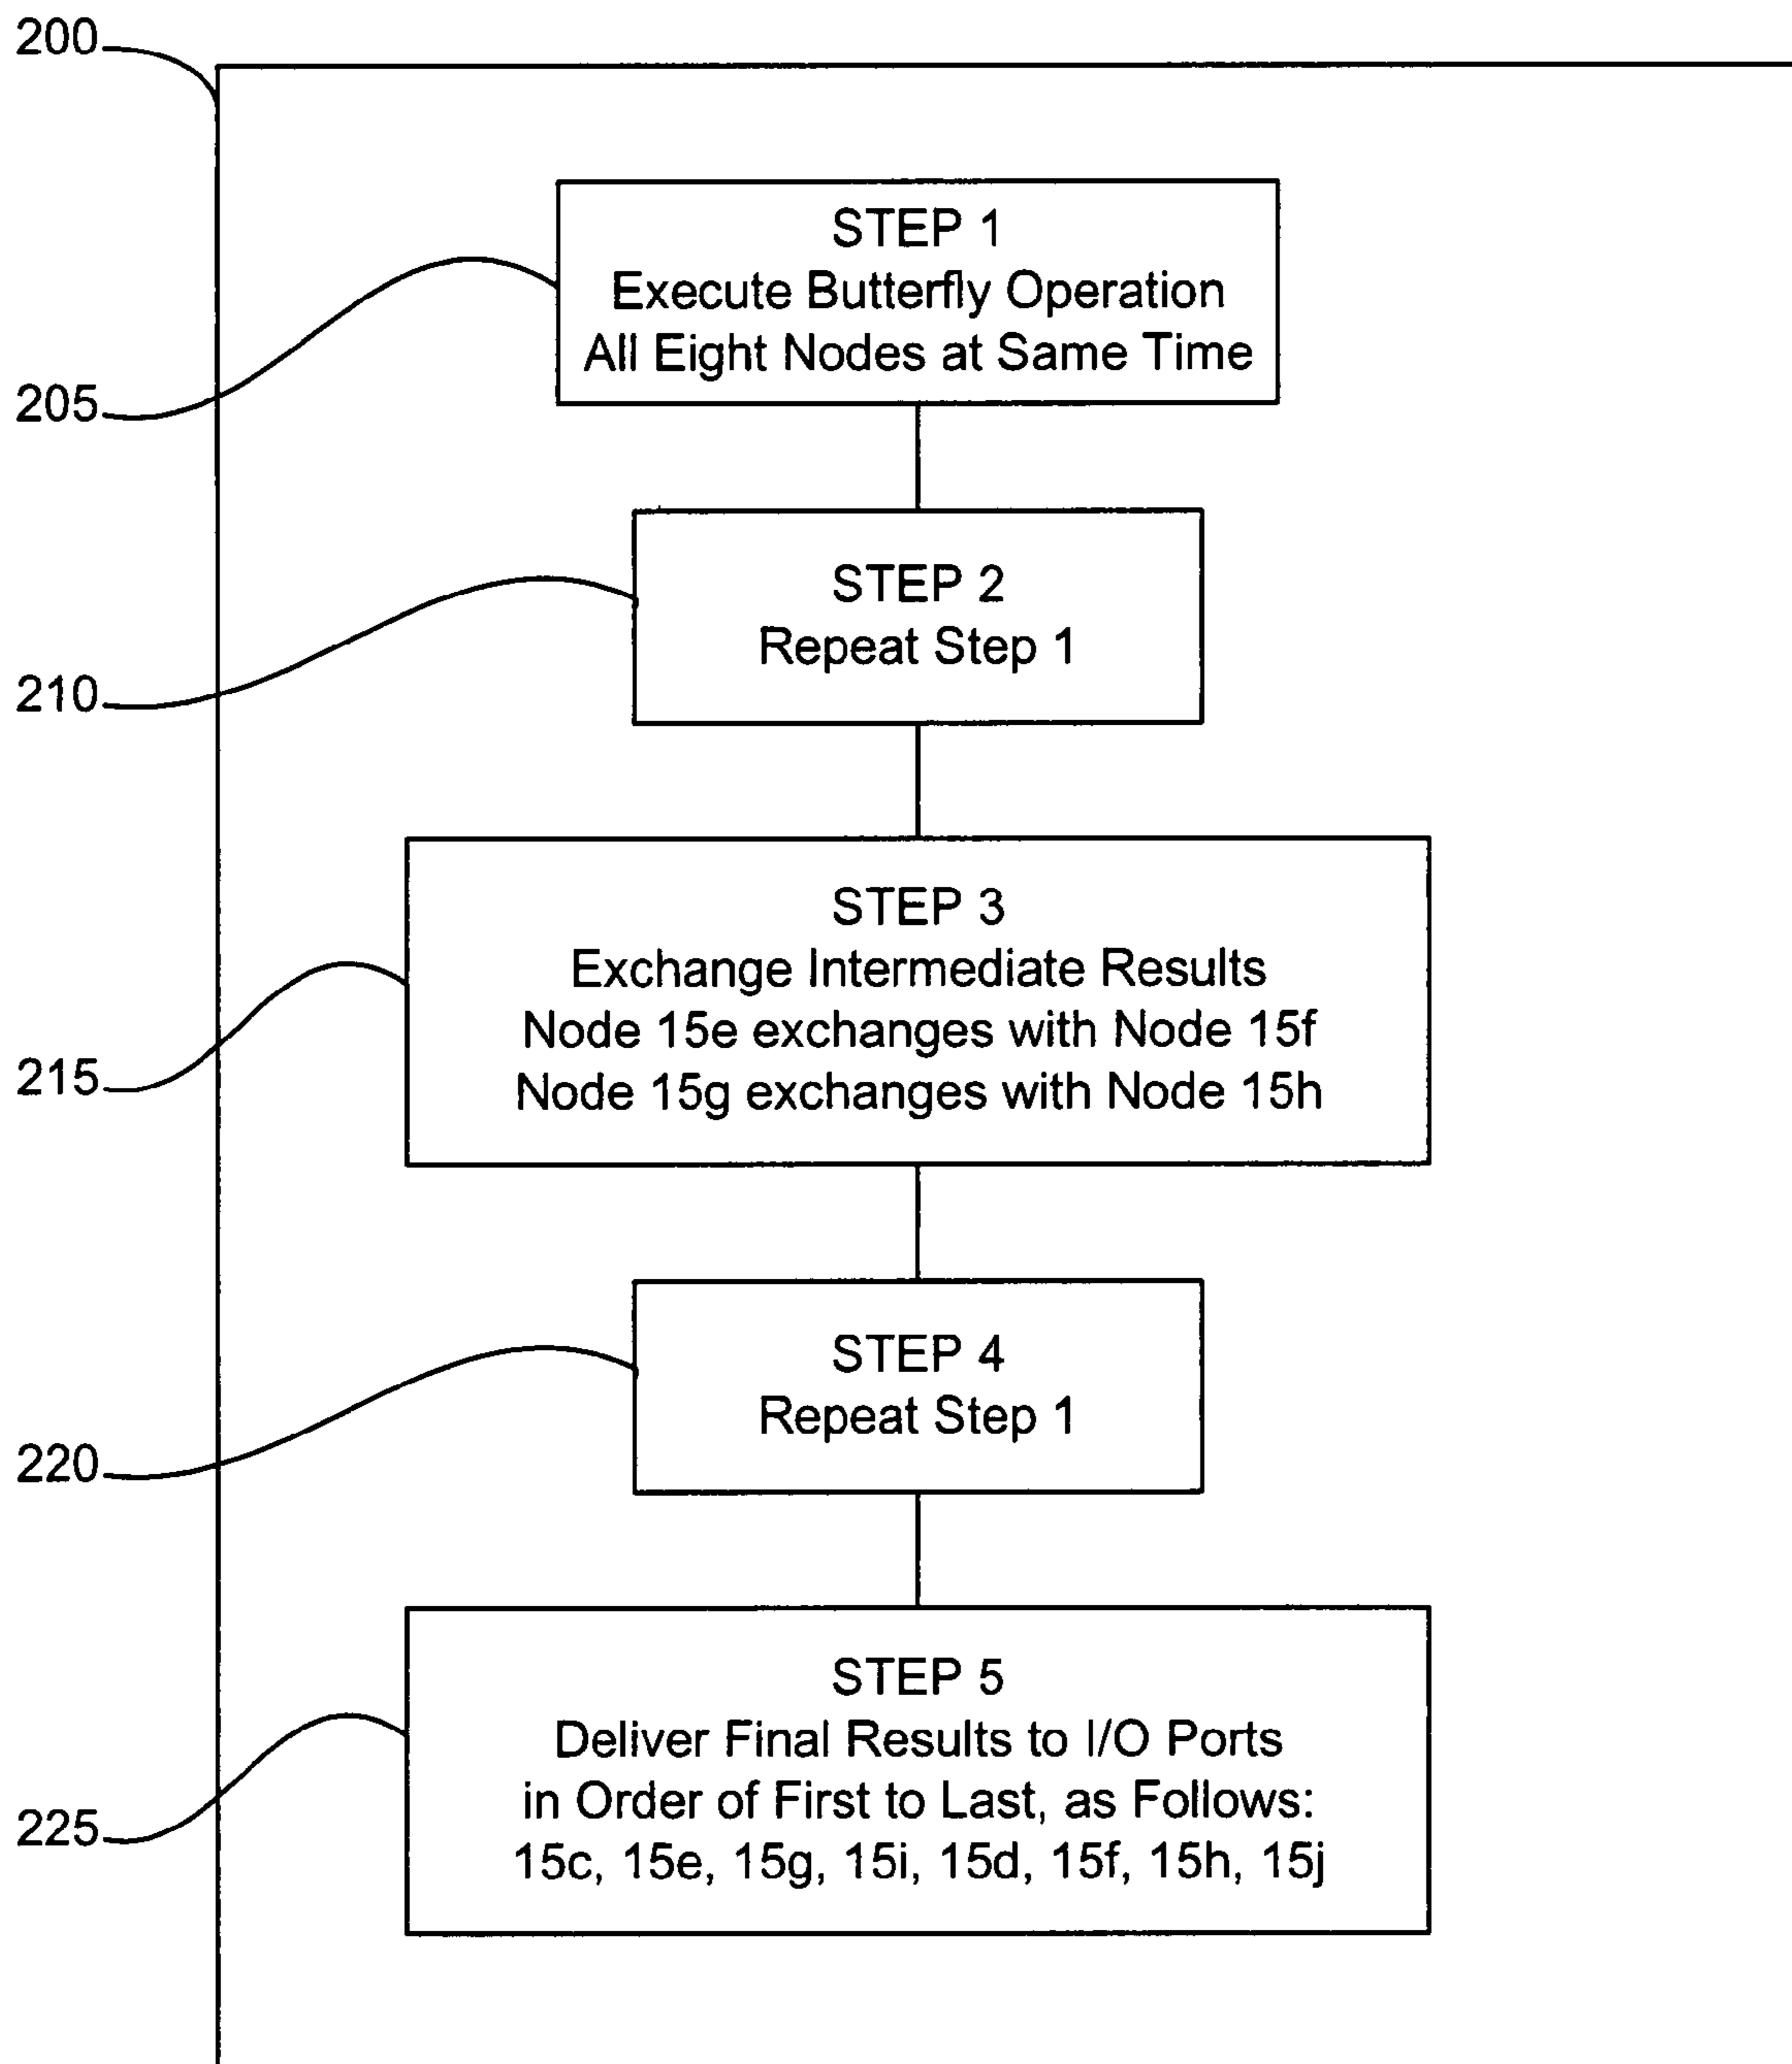 200
STEP 1
Execute Butterfly Operation
All Eight Nodes at Same Time
205
STEP 2
Repeat Step 1
210
STEP 3
Exchange Intermediate Results
Node 15e exchanges with Node 15f
Node 15g exchanges with Node 15h
215
STEP 4
Repeat Step 1
220
STEP 5
Deliver Final Results to I/O Ports
in Order of First to Last, as Follows:
15c, 15e, 15g, 15i, 15d, 15f, 15h, 15j
225